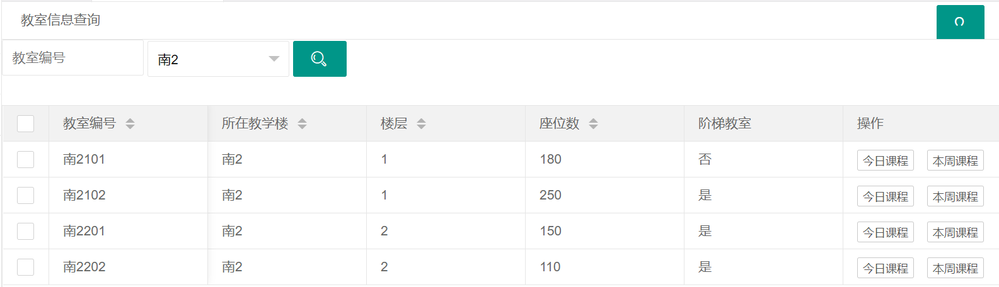 教室信息查询
教室编号 南2
教室编号 所在教学楼 楼层 座位数 阶梯教室 操作
南2101 南2 1 180 否 今日课程 本周课程
南2102 南2 1 250 是 今日课程 本周课程
南2201 南2 2 150 是 今日课程 本周课程
南2202 南2 2 110 是 今日课程 本周课程